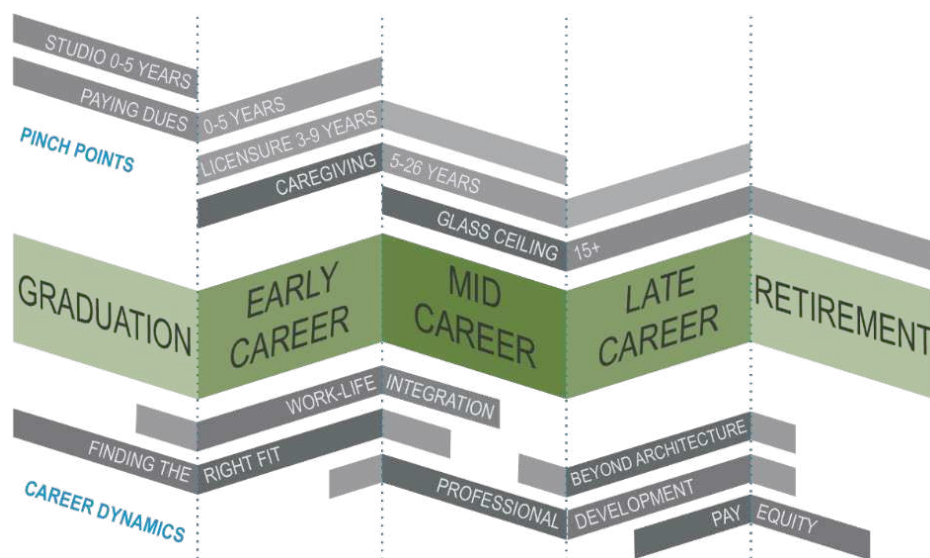 STUDIO 0-5 YEARS
PAYING DUES 0-5 YEARS
PINCH POINTS
LICENSURE 3-9 YEARS
CAREGIVING 5-26 YEARS
GLASS CEILING 15+
GRADUATION
EARLY
CAREER
MID
CAREER
LATE
CAREER
RETIREMENT
WORK-LIFE INTEGRATION
FINDING THE RIGHT FIT
BEYOND ARCHITECTURE
PROFESSIONAL DEVELOPMENT
CAREER DYNAMICS
PAY EQUITY